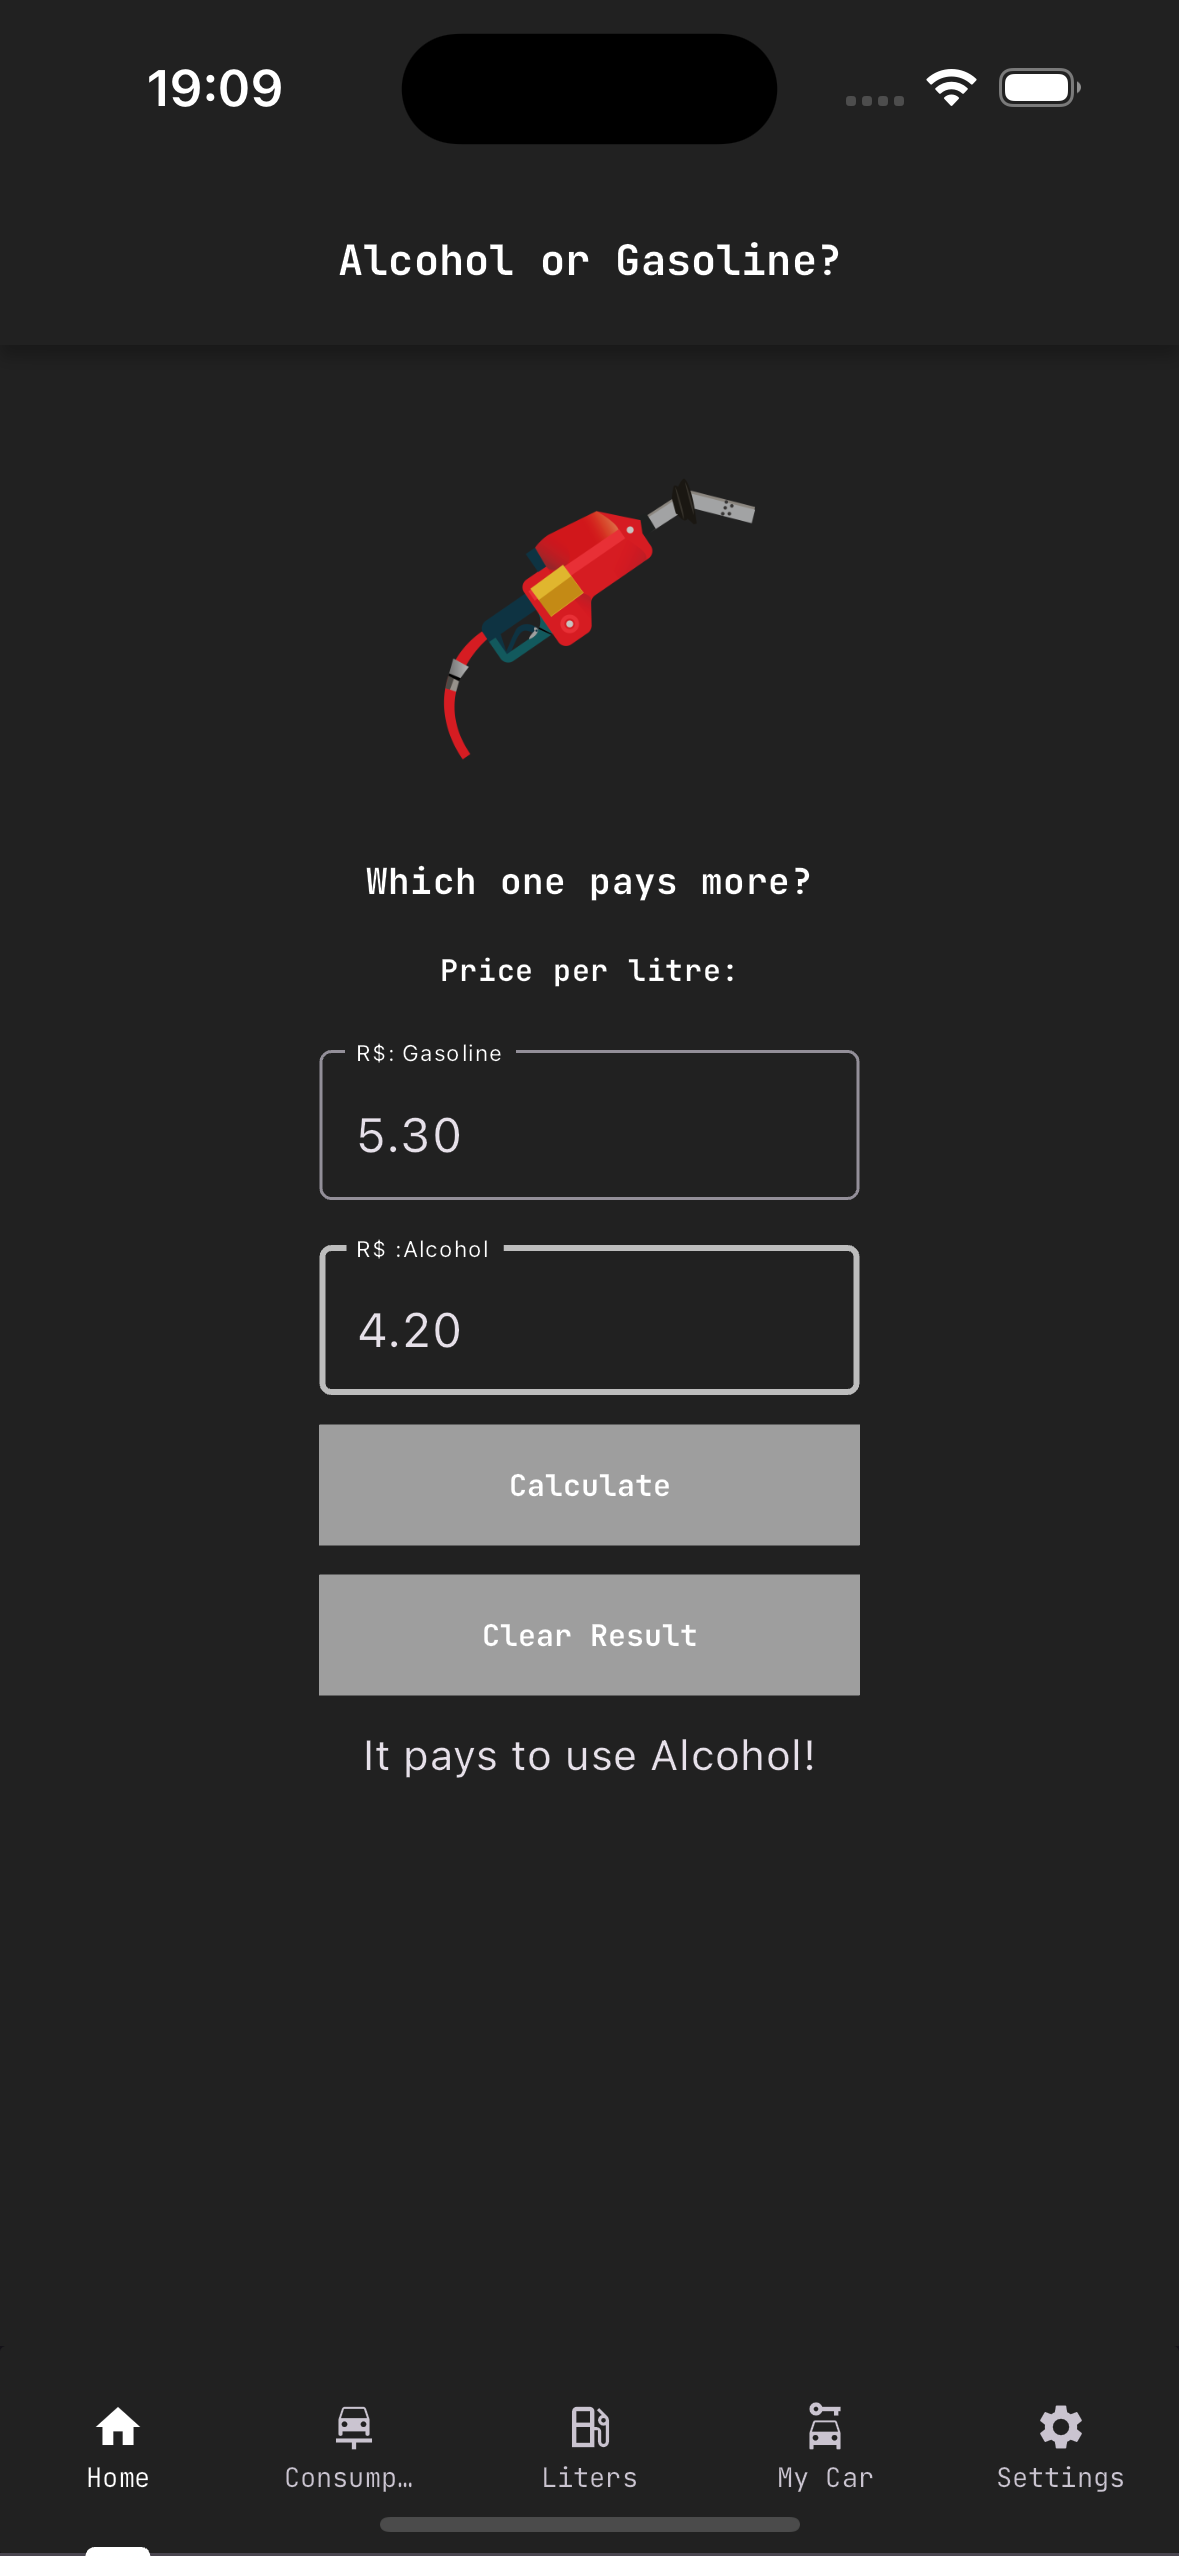 19:09
Alcohol or Gasoline?
Which one pays more?
Price per litre:
R$: Gasoline
5.30
R$ :Alcohol
4.20
Calculate
Clear Result
It pays to use Alcohol!
Home
Consump…
Liters
My Car
Settings